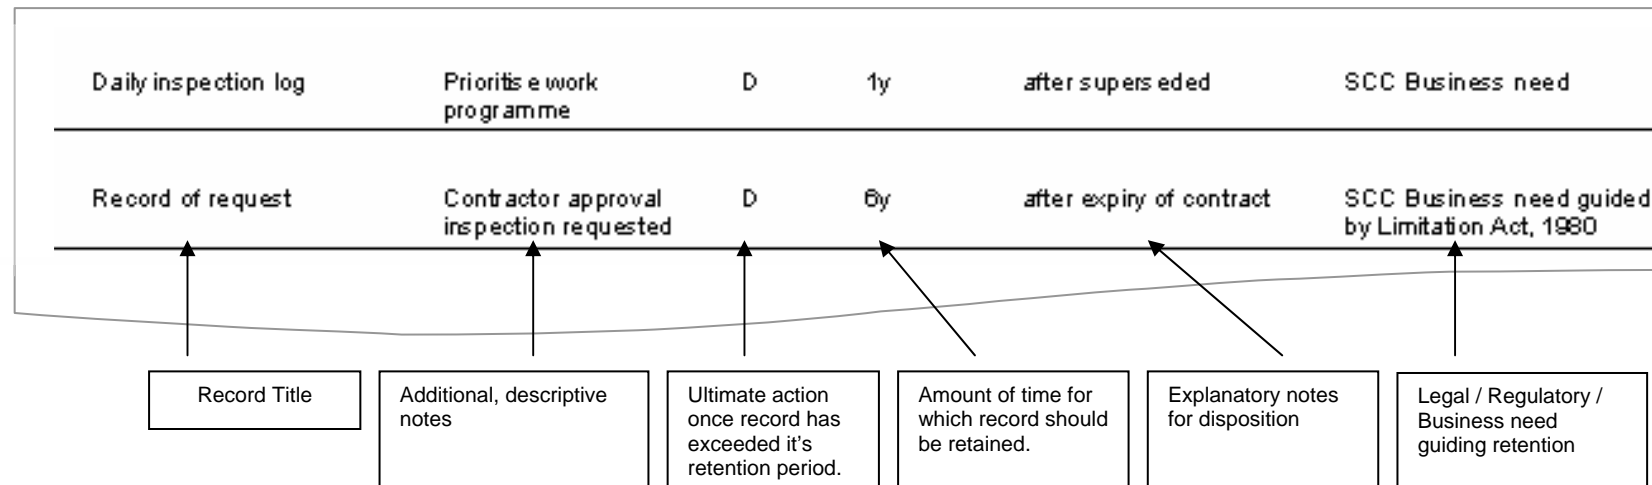 Daily inspection log Prioritise work D 1y after superseded SCC Business need
programme
Record of request Contractor approval D 6y after expiry of contract SCC Business need guided
inspection requested by Limitation Act, 1980
Record Title
Additional, descriptive
notes
Ultimate action
once record has
exceeded it's
retention period.
Amount of time for
which record should
be retained.
Explanatory notes
for disposition
Legal / Regulatory /
Business need
guiding retention